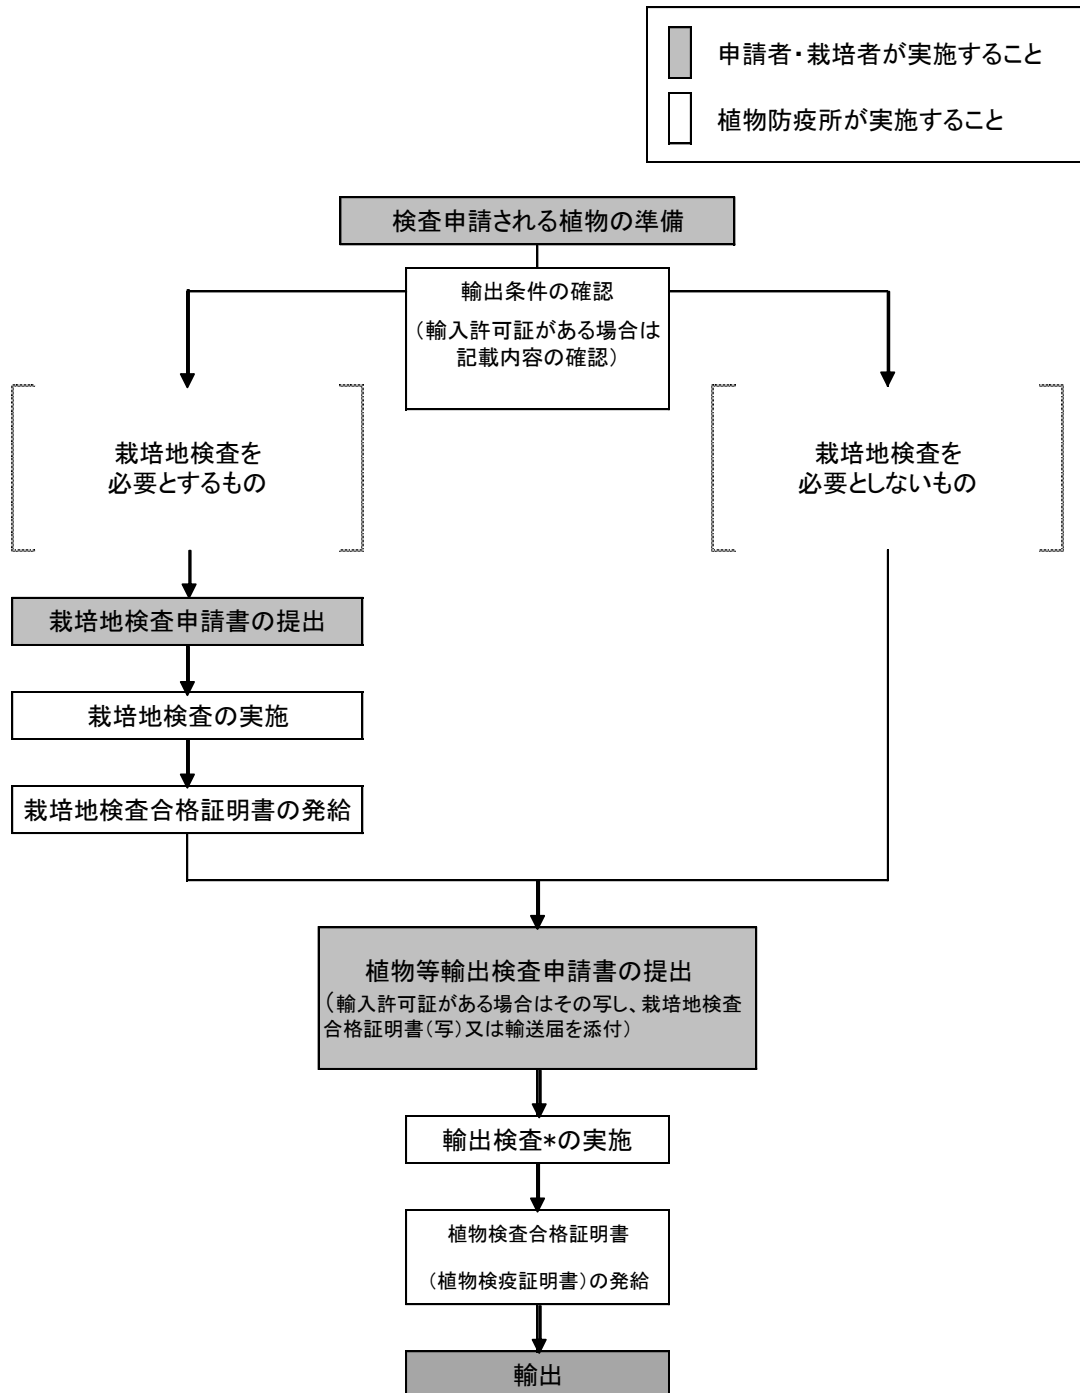 申請者・栽培者が実施すること
植物防疫所が実施すること
検査申請される植物の準備
輸出条件の確認
（輸入許可証がある場合は
記載内容の確認）
栽培地検査を
必要とするもの
栽培地検査を
必要としないもの
栽培地検査申請書の提出
栽培地検査の実施
栽培地検査合格証明書の発給
植物等輸出検査申請書の提出
（輸入許可証がある場合はその写し、栽培地検査
合格証明書（写）又は輸送届を添付）
輸出検査*の実施
植物検査合格証明書
（植物検疫証明書）の発給
輸出